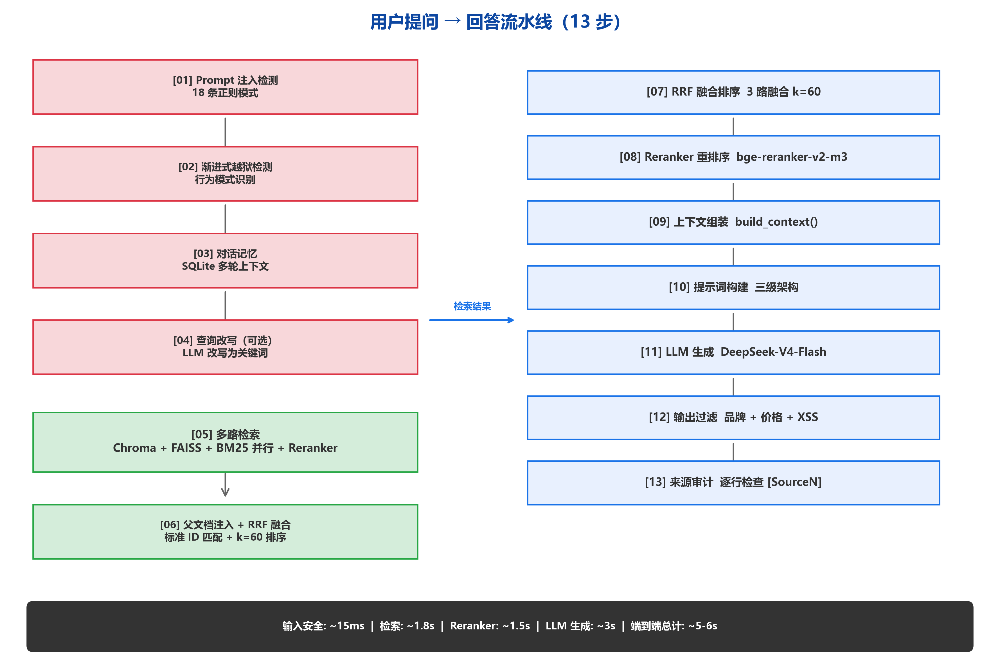 用户提问 → 回答流水线（13 步）
[01] Prompt 注入检测
18 条正则模式
[02] 渐进式越狱检测
行为模式识别
[03] 对话记忆
SQLite 多轮上下文
[04] 查询改写（可选）
LLM 改写为关键词
[05] 多路检索
Chroma + FAISS + BM25 并行 + Reranker
[06] 父文档注入 + RRF 融合
标准 ID 匹配 + k=60 排序
检索结果
[07] RRF 融合排序  3 路融合 k=60
[08] Reranker 重排序  bge-reranker-v2-m3
[09] 上下文组装  build_context()
[10] 提示词构建  三级架构
[11] LLM 生成  DeepSeek-V4-Flash
[12] 输出过滤  品牌 + 价格 + XSS
[13] 来源审计  逐行检查 [SourceN]
输入安全: ~15ms  |  检索: ~1.8s  |  Reranker: ~1.5s  |  LLM 生成: ~3s  |  端到端总计: ~5-6s